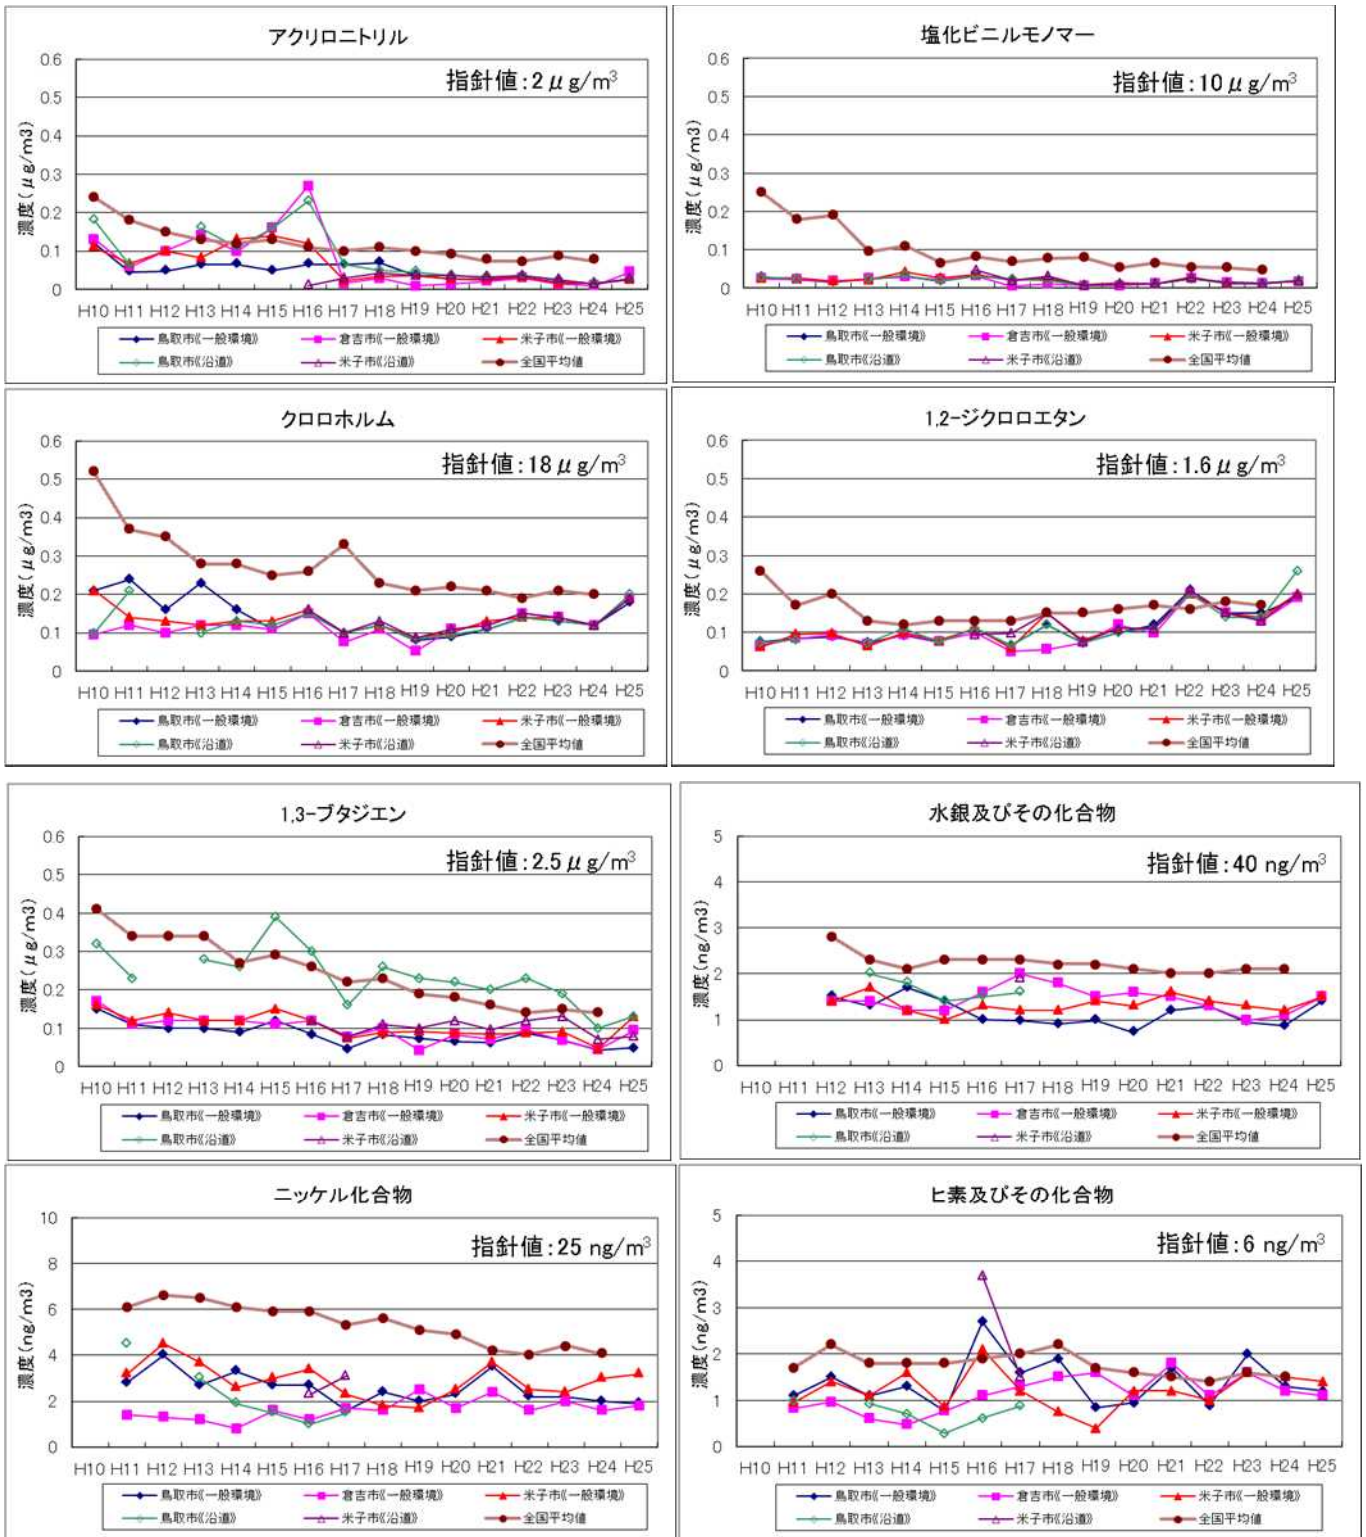 アクリロニトリル
指針値:2μg/m³
濃度(μg/m3)
0.6
0.5
0.4
0.3
0.2
0.1
0
H10 H11 H12 H13 H14 H15 H16 H17 H18 H19 H20 H21 H22 H23 H24 H25
鳥取市《一般環境》 倉吉市《一般環境》 米子市《一般環境》
鳥取市《沿道》 米子市《沿道》 全国平均値
塩化ビニルモノマー
指針値:10μg/m³
濃度(μg/m3)
0.6
0.5
0.4
0.3
0.2
0.1
0
H10 H11 H12 H13 H14 H15 H16 H17 H18 H19 H20 H21 H22 H23 H24 H25
鳥取市《一般環境》 倉吉市《一般環境》 米子市《一般環境》
鳥取市《沿道》 米子市《沿道》 全国平均値
クロロホルム
指針値:18μg/m³
濃度(μg/m3)
0.6
0.5
0.4
0.3
0.2
0.1
0
H10 H11 H12 H13 H14 H15 H16 H17 H18 H19 H20 H21 H22 H23 H24 H25
鳥取市《一般環境》 倉吉市《一般環境》 米子市《一般環境》
鳥取市《沿道》 米子市《沿道》 全国平均値
1,2-ジクロロエタン
指針値:1.6μg/m³
濃度(μg/m3)
0.6
0.5
0.4
0.3
0.2
0.1
0
H10 H11 H12 H13 H14 H15 H16 H17 H18 H19 H20 H21 H22 H23 H24 H25
鳥取市《一般環境》 倉吉市《一般環境》 米子市《一般環境》
鳥取市《沿道》 米子市《沿道》 全国平均値
1,3-ブタジエン
指針値:2.5μg/m³
濃度(μg/m3)
0.6
0.5
0.4
0.3
0.2
0.1
0
H10 H11 H12 H13 H14 H15 H16 H17 H18 H19 H20 H21 H22 H23 H24 H25
鳥取市《一般環境》 倉吉市《一般環境》 米子市《一般環境》
鳥取市《沿道》 米子市《沿道》 全国平均値
水銀及びその化合物
指針値:40 ng/m³
濃度(ng/m3)
5
4
3
2
1
0
H10 H11 H12 H13 H14 H15 H16 H17 H18 H19 H20 H21 H22 H23 H24 H25
鳥取市《一般環境》 倉吉市《一般環境》 米子市《一般環境》
鳥取市《沿道》 米子市《沿道》 全国平均値
ニッケル化合物
指針値:25 ng/m³
濃度(ng/m3)
10
8
6
4
2
0
H10 H11 H12 H13 H14 H15 H16 H17 H18 H19 H20 H21 H22 H23 H24 H25
鳥取市《一般環境》 倉吉市《一般環境》 米子市《一般環境》
鳥取市《沿道》 米子市《沿道》 全国平均値
ヒ素及びその化合物
指針値:6 ng/m³
濃度(ng/m3)
5
4
3
2
1
0
H10 H11 H12 H13 H14 H15 H16 H17 H18 H19 H20 H21 H22 H23 H24 H25
鳥取市《一般環境》 倉吉市《一般環境》 米子市《一般環境》
鳥取市《沿道》 米子市《沿道》 全国平均値